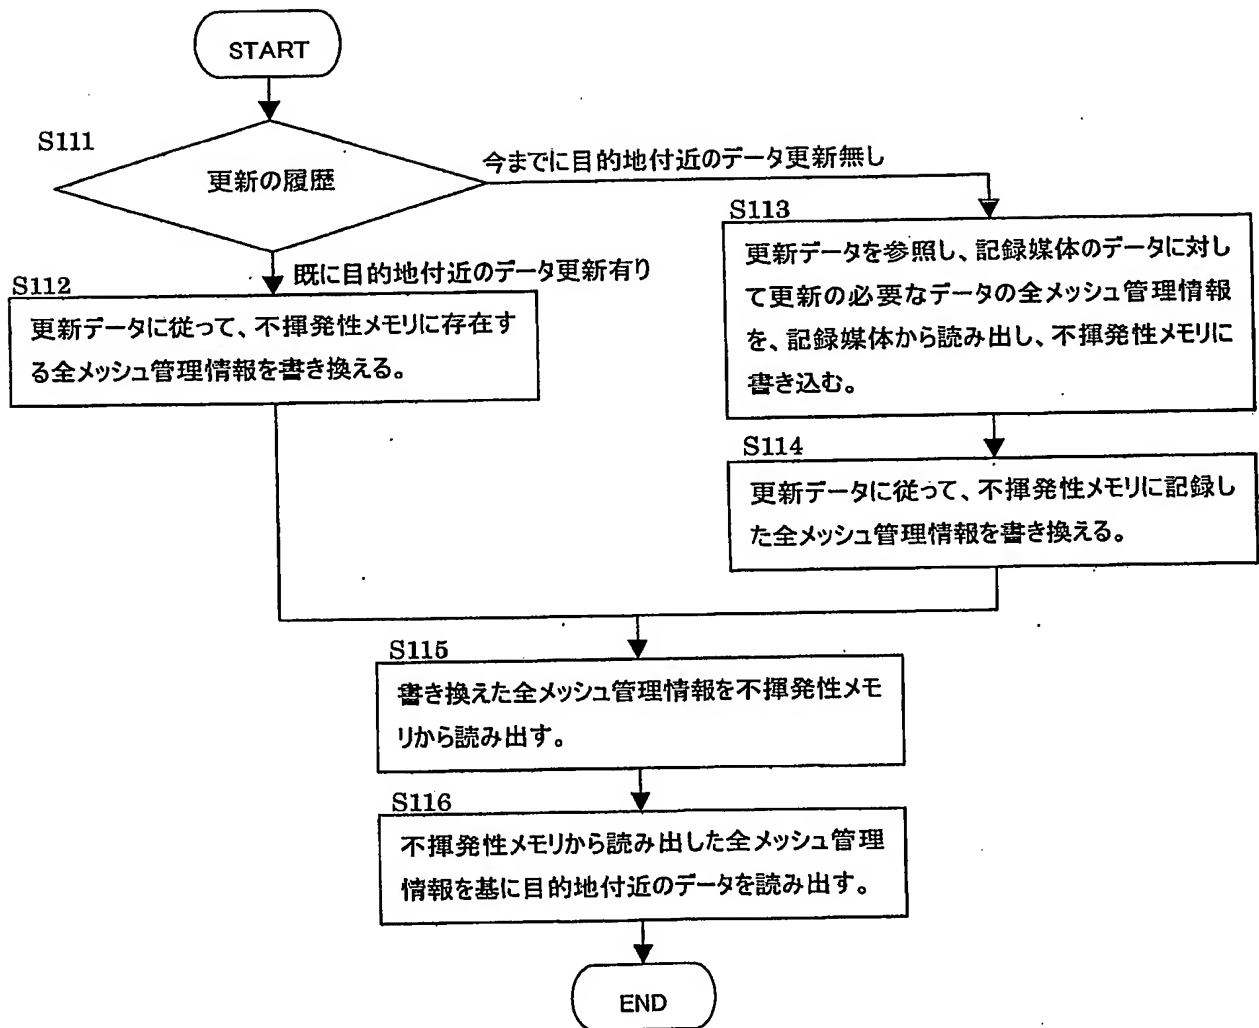 START
S111
更新の履歴
今までに目的地付近のデータ更新無し
既に目的地付近のデータ更新有り
S112
更新データに従って、不揮発性メモリに存在す
る全メッシュ管理情報を書き換える。
S113
更新データを参照し、記録媒体のデータに対し
て更新の必要なデータの全メッシュ管理情報
を、記録媒体から読み出し、不揮発性メモリに
書き込む。
S114
更新データに従って、不揮発性メモリに記録し
た全メッシュ管理情報を書き換える。
S115
書き換えた全メッシュ管理情報を不揮発性メモ
リから読み出す。
S116
不揮発性メモリから読み出した全メッシュ管理
情報を基に目的地付近のデータを読み出す。
END